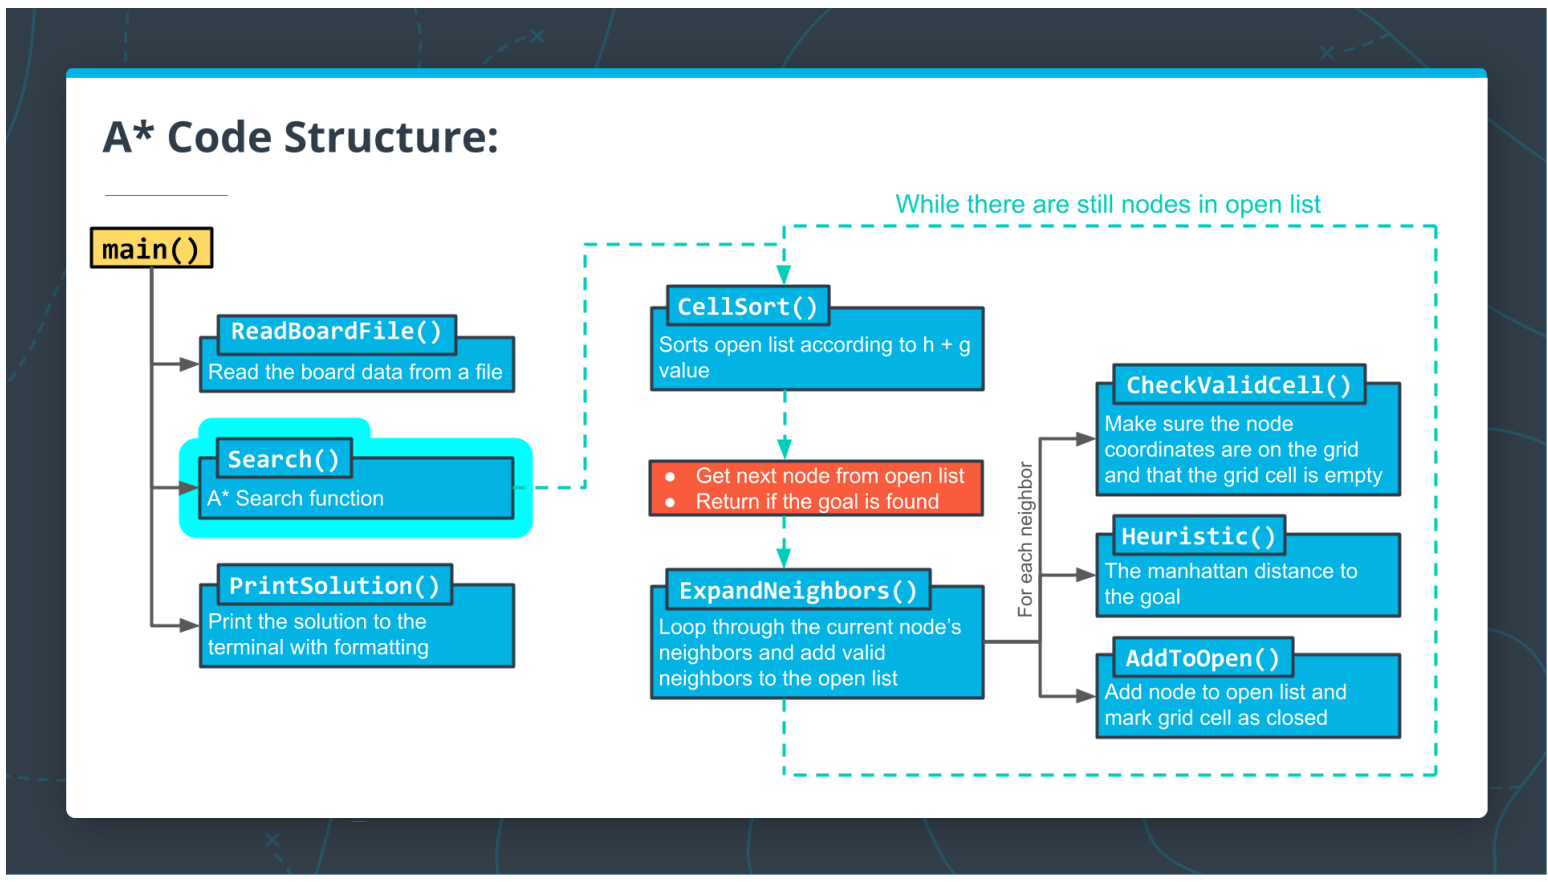 A* Code Structure:
While there are still nodes in open list
main()
ReadBoardFile()
Read the board data from a file
Search()
A* Search function
PrintSolution()
Print the solution to the
terminal with formatting
CellSort()
Sorts open list according to h + g
value
● Get next node from open list
● Return if the goal is found
ExpandNeighbors()
Loop through the current node’s
neighbors and add valid
neighbors to the open list
For each neighbor
CheckValidCell()
Make sure the node
coordinates are on the grid
and that the grid cell is empty
Heuristic()
The manhattan distance to
the goal
AddToOpen()
Add node to open list and
mark grid cell as closed